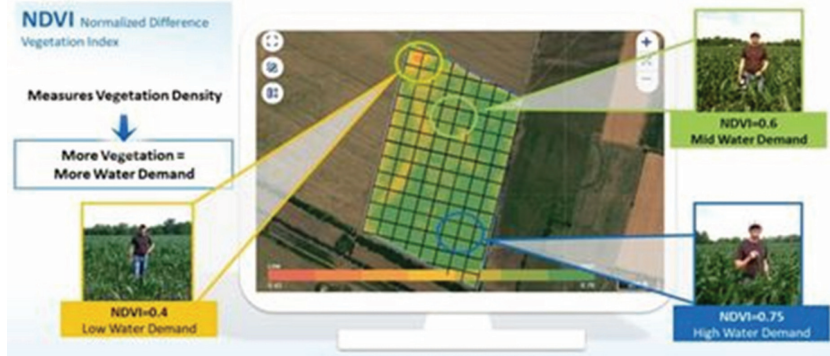 NDVI Normalized Difference
Vegetation Index
Measures Vegetation Density
More Vegetation =
More Water Demand
NDVI=0.4
Low Water Demand
NDVI=0.6
Mid Water Demand
NDVI=0.75
High Water Demand